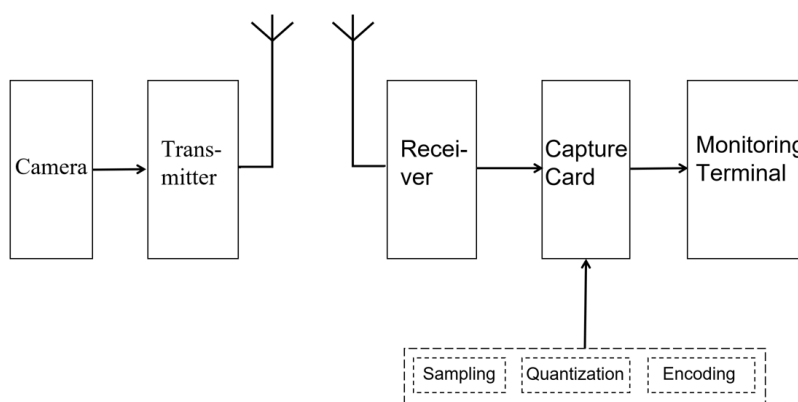 Camera
Trans-
mitter
Recei-
ver
Capture
Card
Monitoring
Terminal
Sampling
Quantization
Encoding